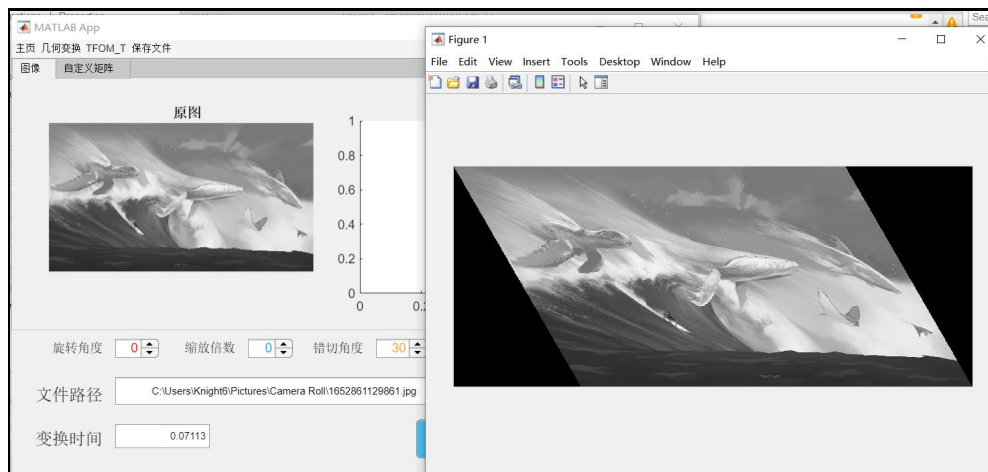 MATLAB App
主页 几何变换 TFOM_T 保存文件
图像 自定义矩阵
原图
1
0.8
0.6
0.4
0.2
0
0
旋转角度 0 缩放倍数 0 错切角度 30
文件路径 C:\Users\Knight6\Pictures\Camera Roll\1652861129861.jpg
变换时间 0.07113
Sea
Figure 1
File Edit View Insert Tools Desktop Window Help